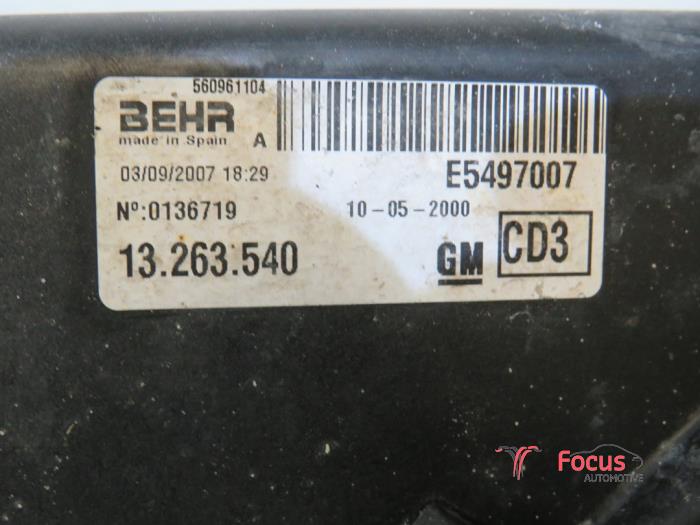 560961104
BEHR
made in Spain A
03/09/2007 18:29 E5497007
Nº:0136719 10-05-2000
13.263.540 GM CD3
Focus
AUTOMOTIVE